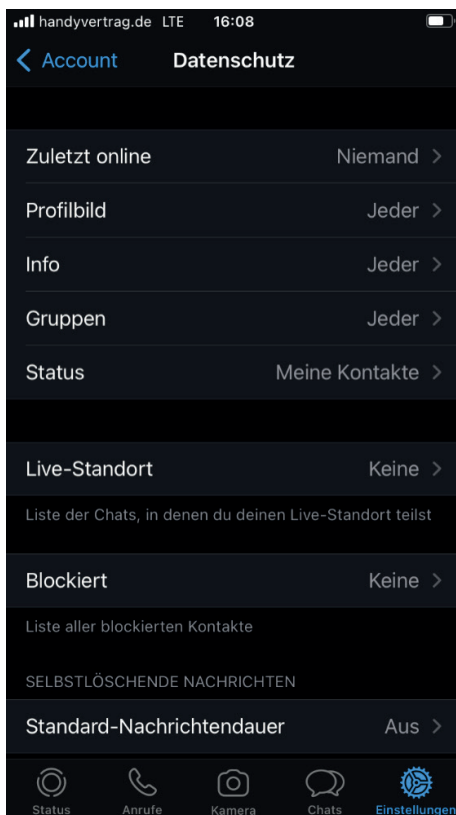 handyvertrag.de LTE 16:08
Account Datenschutz
Zuletzt online Niemand
Profilbild Jeder
Info Jeder
Gruppen Jeder
Status Meine Kontakte
Live-Standort Keine
Liste der Chats, in denen du deinen Live-Standort teilst
Blockiert Keine
Liste aller blockierten Kontakte
SELBSTLÖSCHENDE NACHRICHTEN
Standard-Nachrichtendauer Aus
Status Anrufe Kamera Chats Einstellungen